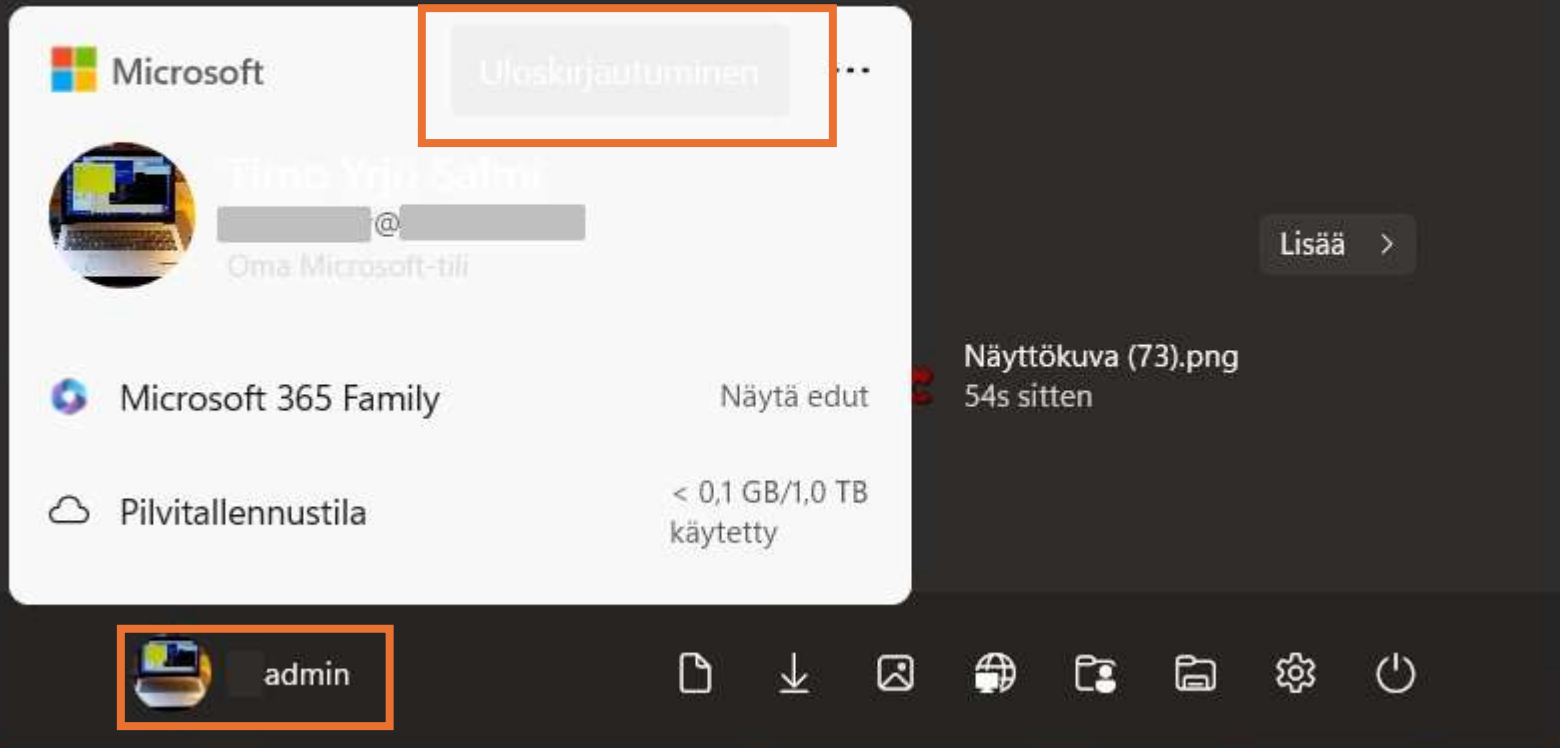 Microsoft
Uloskirjautuminen
...
Timo Yrjö Salmi
@
Oma Microsoft-tili
Microsoft 365 Family
Näytä edut
Pilvitallennustila
< 0,1 GB/1,0 TB
käytetty
Lisää >
Näyttökuva (73).png
54s sitten
admin